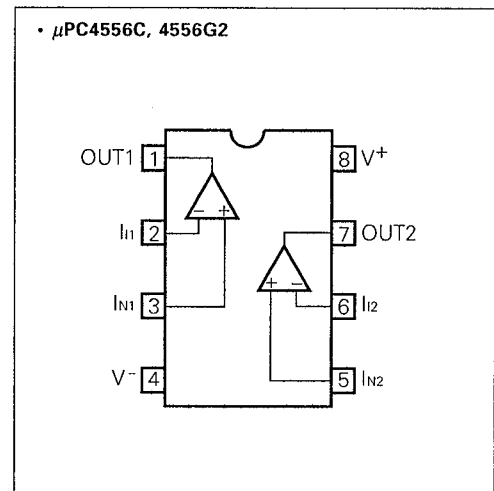 • μPC4556C, 4556G2
OUT1 1 8 V+
II1 2 7 OUT2
- +
IN1 3 6 II2
+ -
V- 4 5 IN2